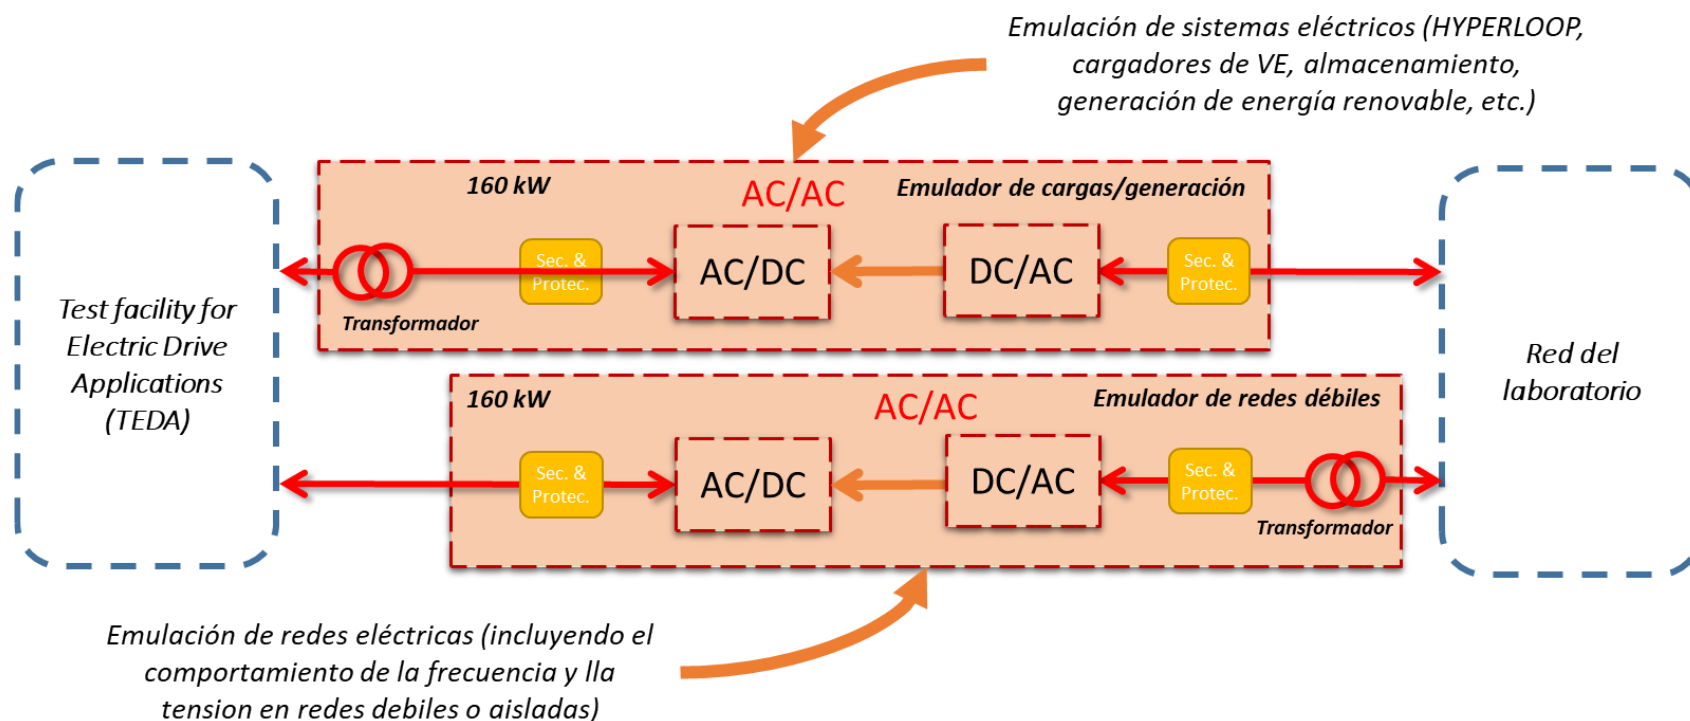 Emulación de sistemas eléctricos (HYPERLOOP,
cargadores de VE, almacenamiento,
generación de energía renovable, etc.)
160 kW
AC/AC
Emulador de cargas/generación
Sec. &
Protec.
AC/DC
DC/AC
Sec. &
Protec.
Transformador
Test facility for
Electric Drive
Applications
(TEDA)
Red del
laboratorio
160 kW
AC/AC
Emulador de redes débiles
Sec. &
Protec.
AC/DC
DC/AC
Sec. &
Protec.
Transformador
Emulación de redes eléctricas (incluyendo el
comportamiento de la frecuencia y lla
tension en redes debiles o aisladas)